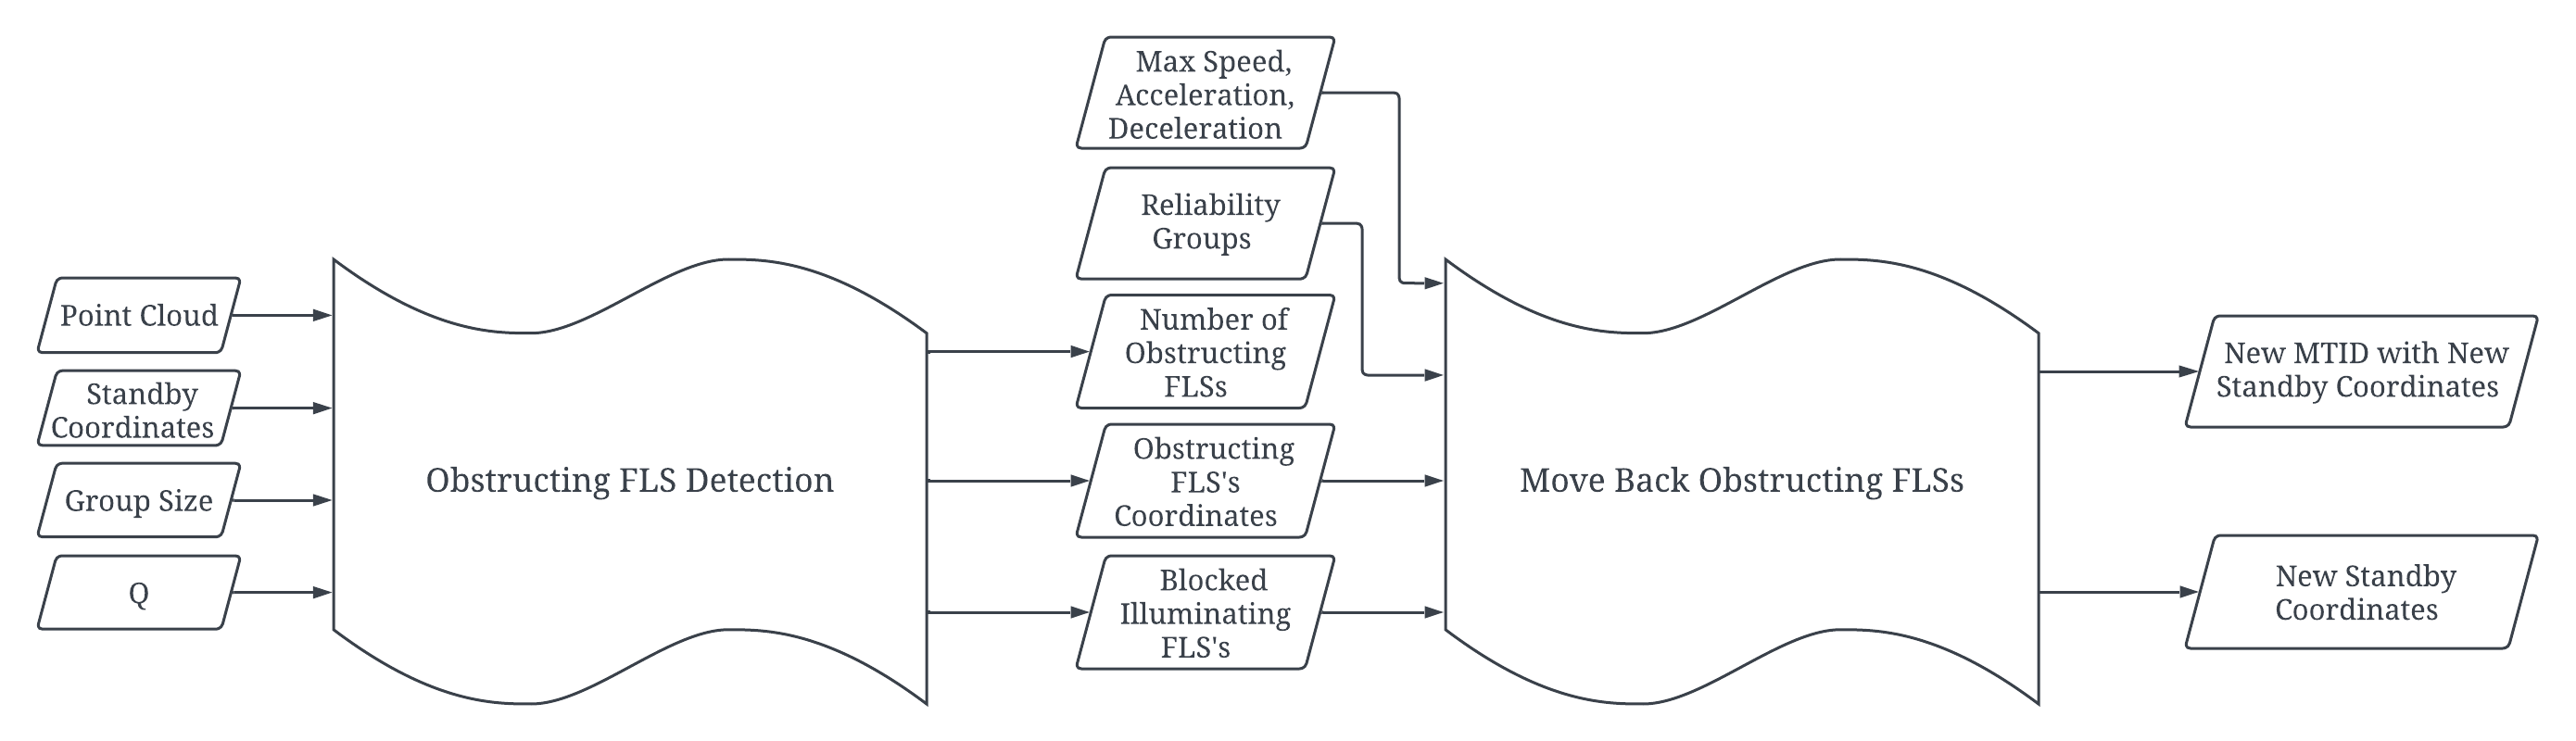 Point Cloud
Standby
Coordinates
Group Size
Q
Obstructing FLS Detection
Max Speed,
Acceleration,
Deceleration
Reliability
Groups
Number of
Obstructing
FLSs
Obstructing
FLS's
Coordinates
Blocked
Illuminating
FLS's
Move Back Obstructing FLSs
New MTID with New
Standby Coordinates
New Standby
Coordinates